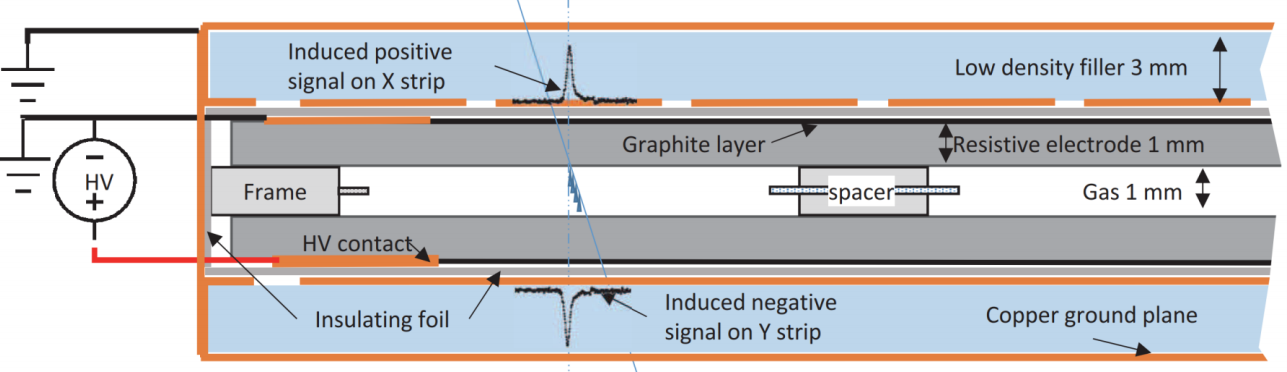 Induced positive
signal on X strip
Low density filler 3 mm
Graphite layer
Resistive electrode 1 mm
−
HV
+
Frame
spacer
Gas 1 mm
HV contact
Insulating foil
Induced negative
signal on Y strip
Copper ground plane